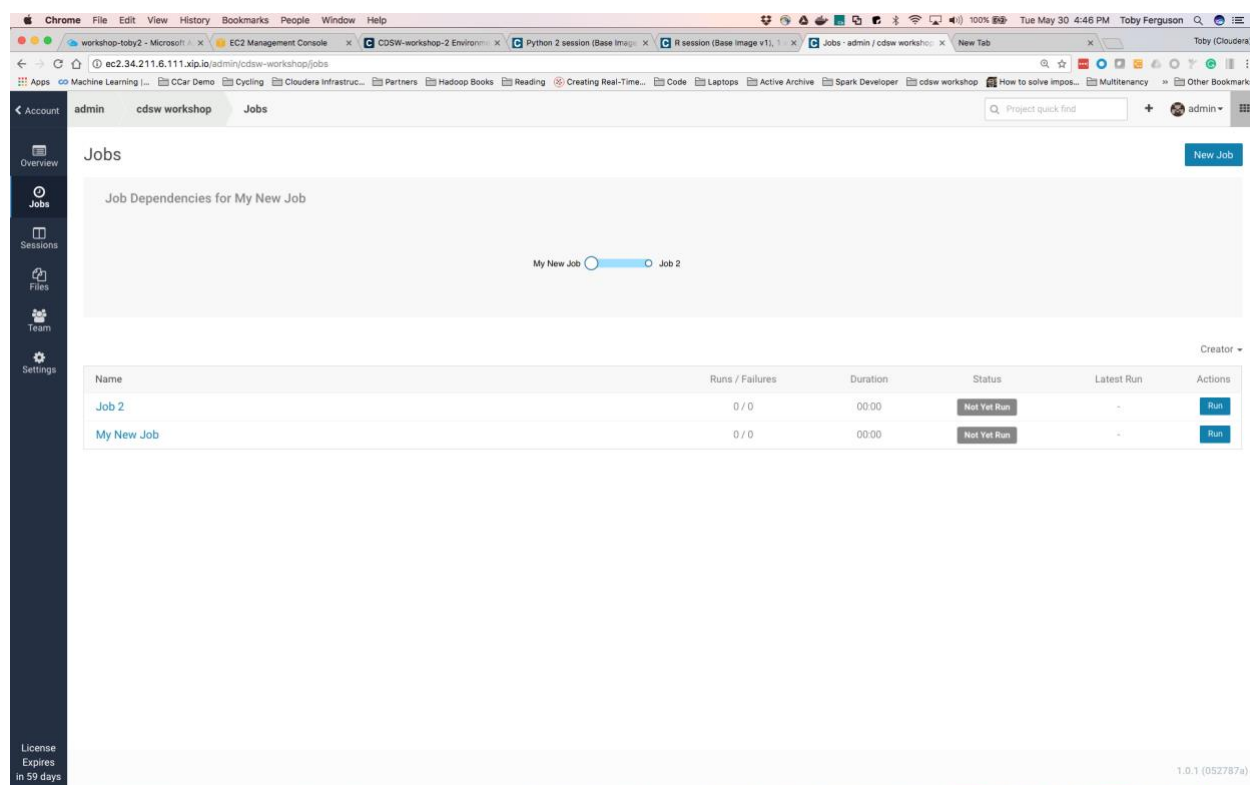 Chrome File Edit View History Bookmarks People Window Help 100% Tue May 30 4:46 PM Toby Ferguson
workshop-toby2 - Microsoft A EC2 Management Console CDSW-workshop-2 Environm Python 2 session (Base Image R session (Base Image v1), 1 Jobs - admin / cdsw workshop New Tab Toby (Cloudera
ec2.34.211.6.111.xip.io/admin/cdsw-workshop/jobs
Apps Machine Learning |... CCar Demo Cycling Cloudera Infrastruc... Partners Hadoop Books Reading Creating Real-Time... Code Laptops Active Archive Spark Developer cdsw workshop How to solve impos... Multitenancy » Other Bookmark
Account admin cdsw workshop Jobs Project quick find + admin
Overview
Jobs
Sessions
Files
Team
Settings
Jobs New Job
Job Dependencies for My New Job
My New Job Job 2
Creator
Name Runs / Failures Duration Status Latest Run Actions
Job 2 0 / 0 00:00 Not Yet Run - Run
My New Job 0 / 0 00:00 Not Yet Run - Run
License
Expires
in 59 days
1.0.1 (052787a)